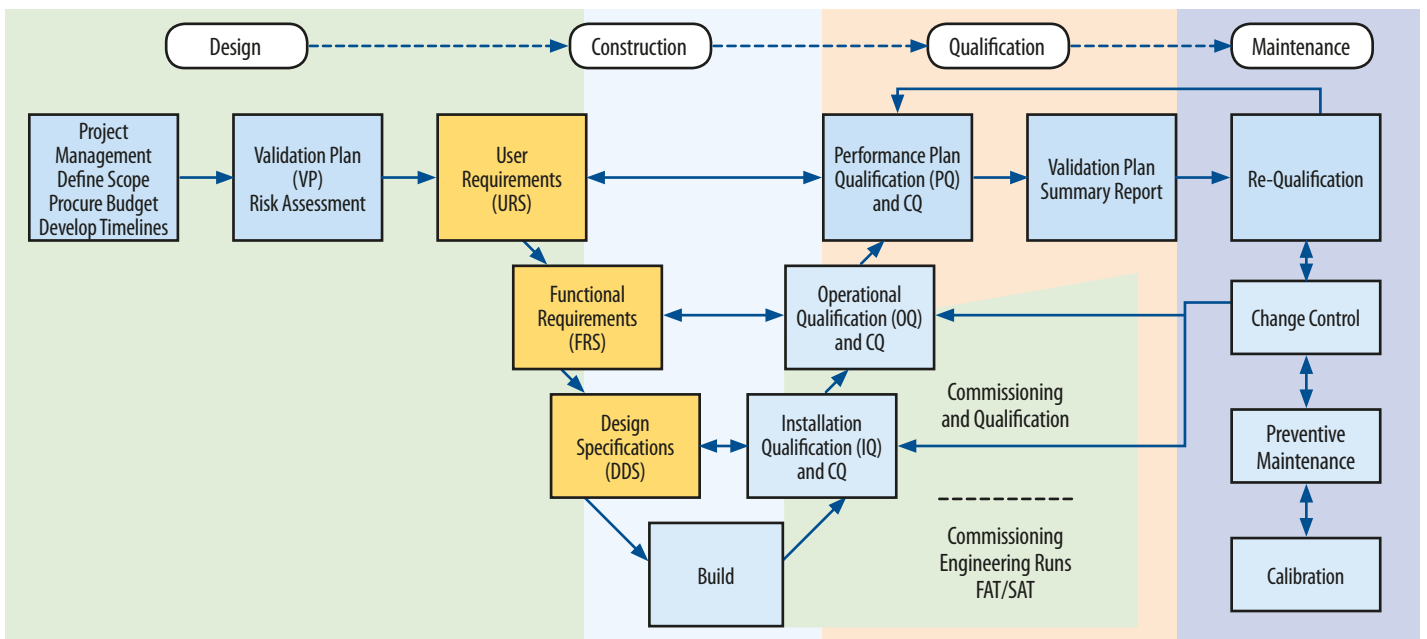 Design
Construction
Qualification
Maintenance
Project
Management
Define Scope
Procure Budget
Develop Timelines
Validation Plan
(VP)
Risk Assessment
User
Requirements
(URS)
Performance Plan
Qualification (PQ)
and CQ
Validation Plan
Summary Report
Re-Qualification
Functional
Requirements
(FRS)
Operational
Qualification (OQ)
and CQ
Change Control
Design
Specifications
(DDS)
Installation
Qualification (IQ)
and CQ
Commissioning
and Qualification
Preventive
Maintenance
Build
Commissioning
Engineering Runs
FAT/SAT
Calibration